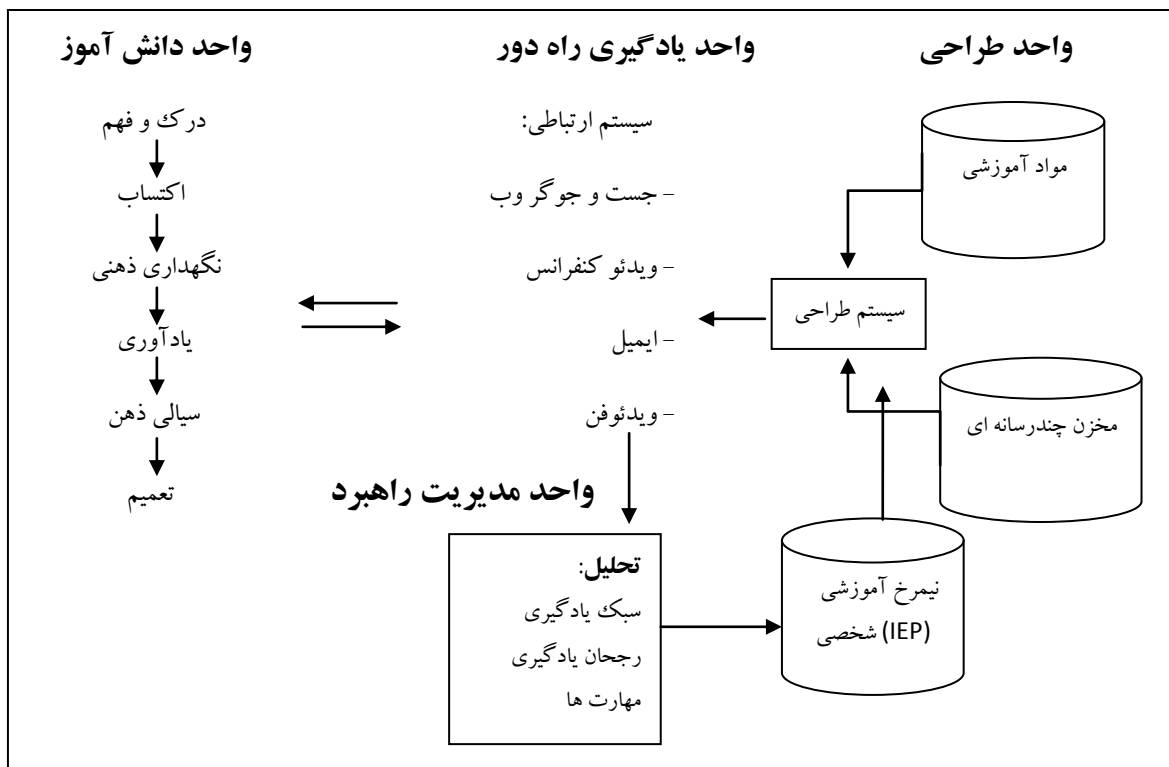 واحد طراحی
واحد یادگیری راه دور
واحد دانش آموز
مواد آموزشی
سیستم طراحی
مخزن چندرسانه ای
سیستم ارتباطی:
- جست و جوگر وب
- ویدئو کنفرانس
- ایمیل
- ویدئوفن
درک و فهم
اکتساب
نگهداری ذهنی
یادآوری
سیالی ذهن
تعمیم
واحد مدیریت راهبرد
تحلیل:
سبک یادگیری
رجحان یادگیری
مهارت ها
نیمرخ آموزشی
شخصی (IEP)